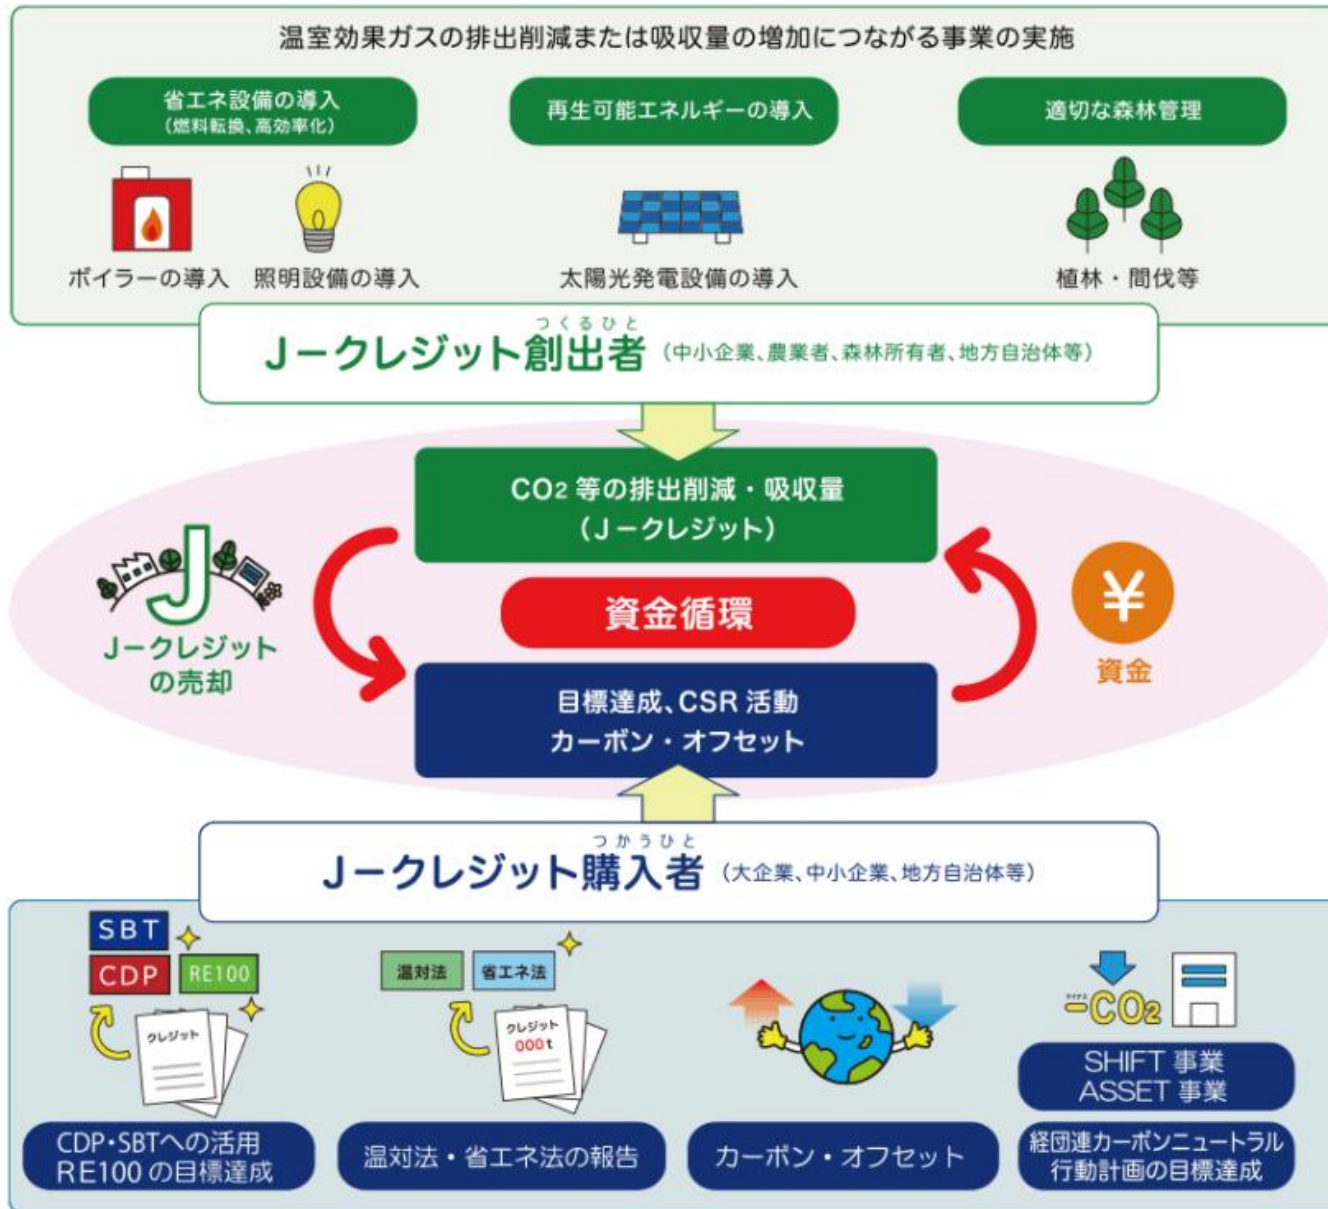 温室効果ガスの排出削減または吸収量の増加につながる事業の実施
省エネ設備の導入
(燃料転換、高効率化)
再生可能エネルギーの導入
適切な森林管理
ボイラーの導入
照明設備の導入
太陽光発電設備の導入
植林・間伐等
つくるひと
J-クレジット創出者 (中小企業、農業者、森林所有者、地方自治体等)
CO2 等の排出削減・吸収量
(J-クレジット)
資金循環
J
J-クレジット
の売却
¥
資金
目標達成、CSR 活動
カーボン・オフセット
つかうひと
J-クレジット購入者 (大企業、中小企業、地方自治体等)
SBT
CDP
RE100
クレジット
CDP・SBTへの活用
RE100 の目標達成
温対法
省エネ法
クレジット
000t
温対法・省エネ法の報告
カーボン・オフセット
マイナス
-CO2
SHIFT 事業
ASSET 事業
経団連カーボンニュートラル
行動計画の目標達成